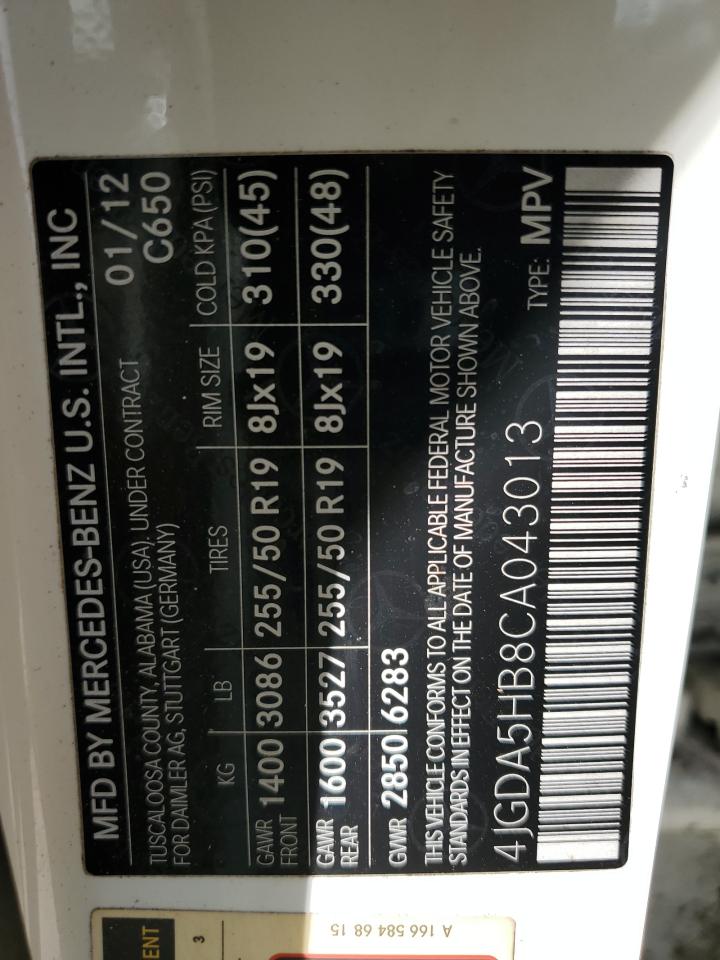 MFD BY MERCEDES-BENZ U.S. INTL., INC
TUSCALOOSA COUNTY, ALABAMA (USA), UNDER CONTRACT 01/12
FOR DAIMLER AG, STUTTGART (GERMANY) C650
KG LB TIRES RIM SIZE COLD KPA (PSI)
GAWR FRONT 1400 3086 255/50 R19 8Jx19 310(45)
GAWR REAR 1600 3527 255/50 R19 8Jx19 330(48)
GVWR 2850 6283
THIS VEHICLE CONFORMS TO ALL APPLICABLE FEDERAL MOTOR VEHICLE SAFETY
STANDARDS IN EFFECT ON THE DATE OF MANUFACTURE SHOWN ABOVE.
4JGDA5HB8CA043013 TYPE: MPV
ENT
3
A 166 584 68 15